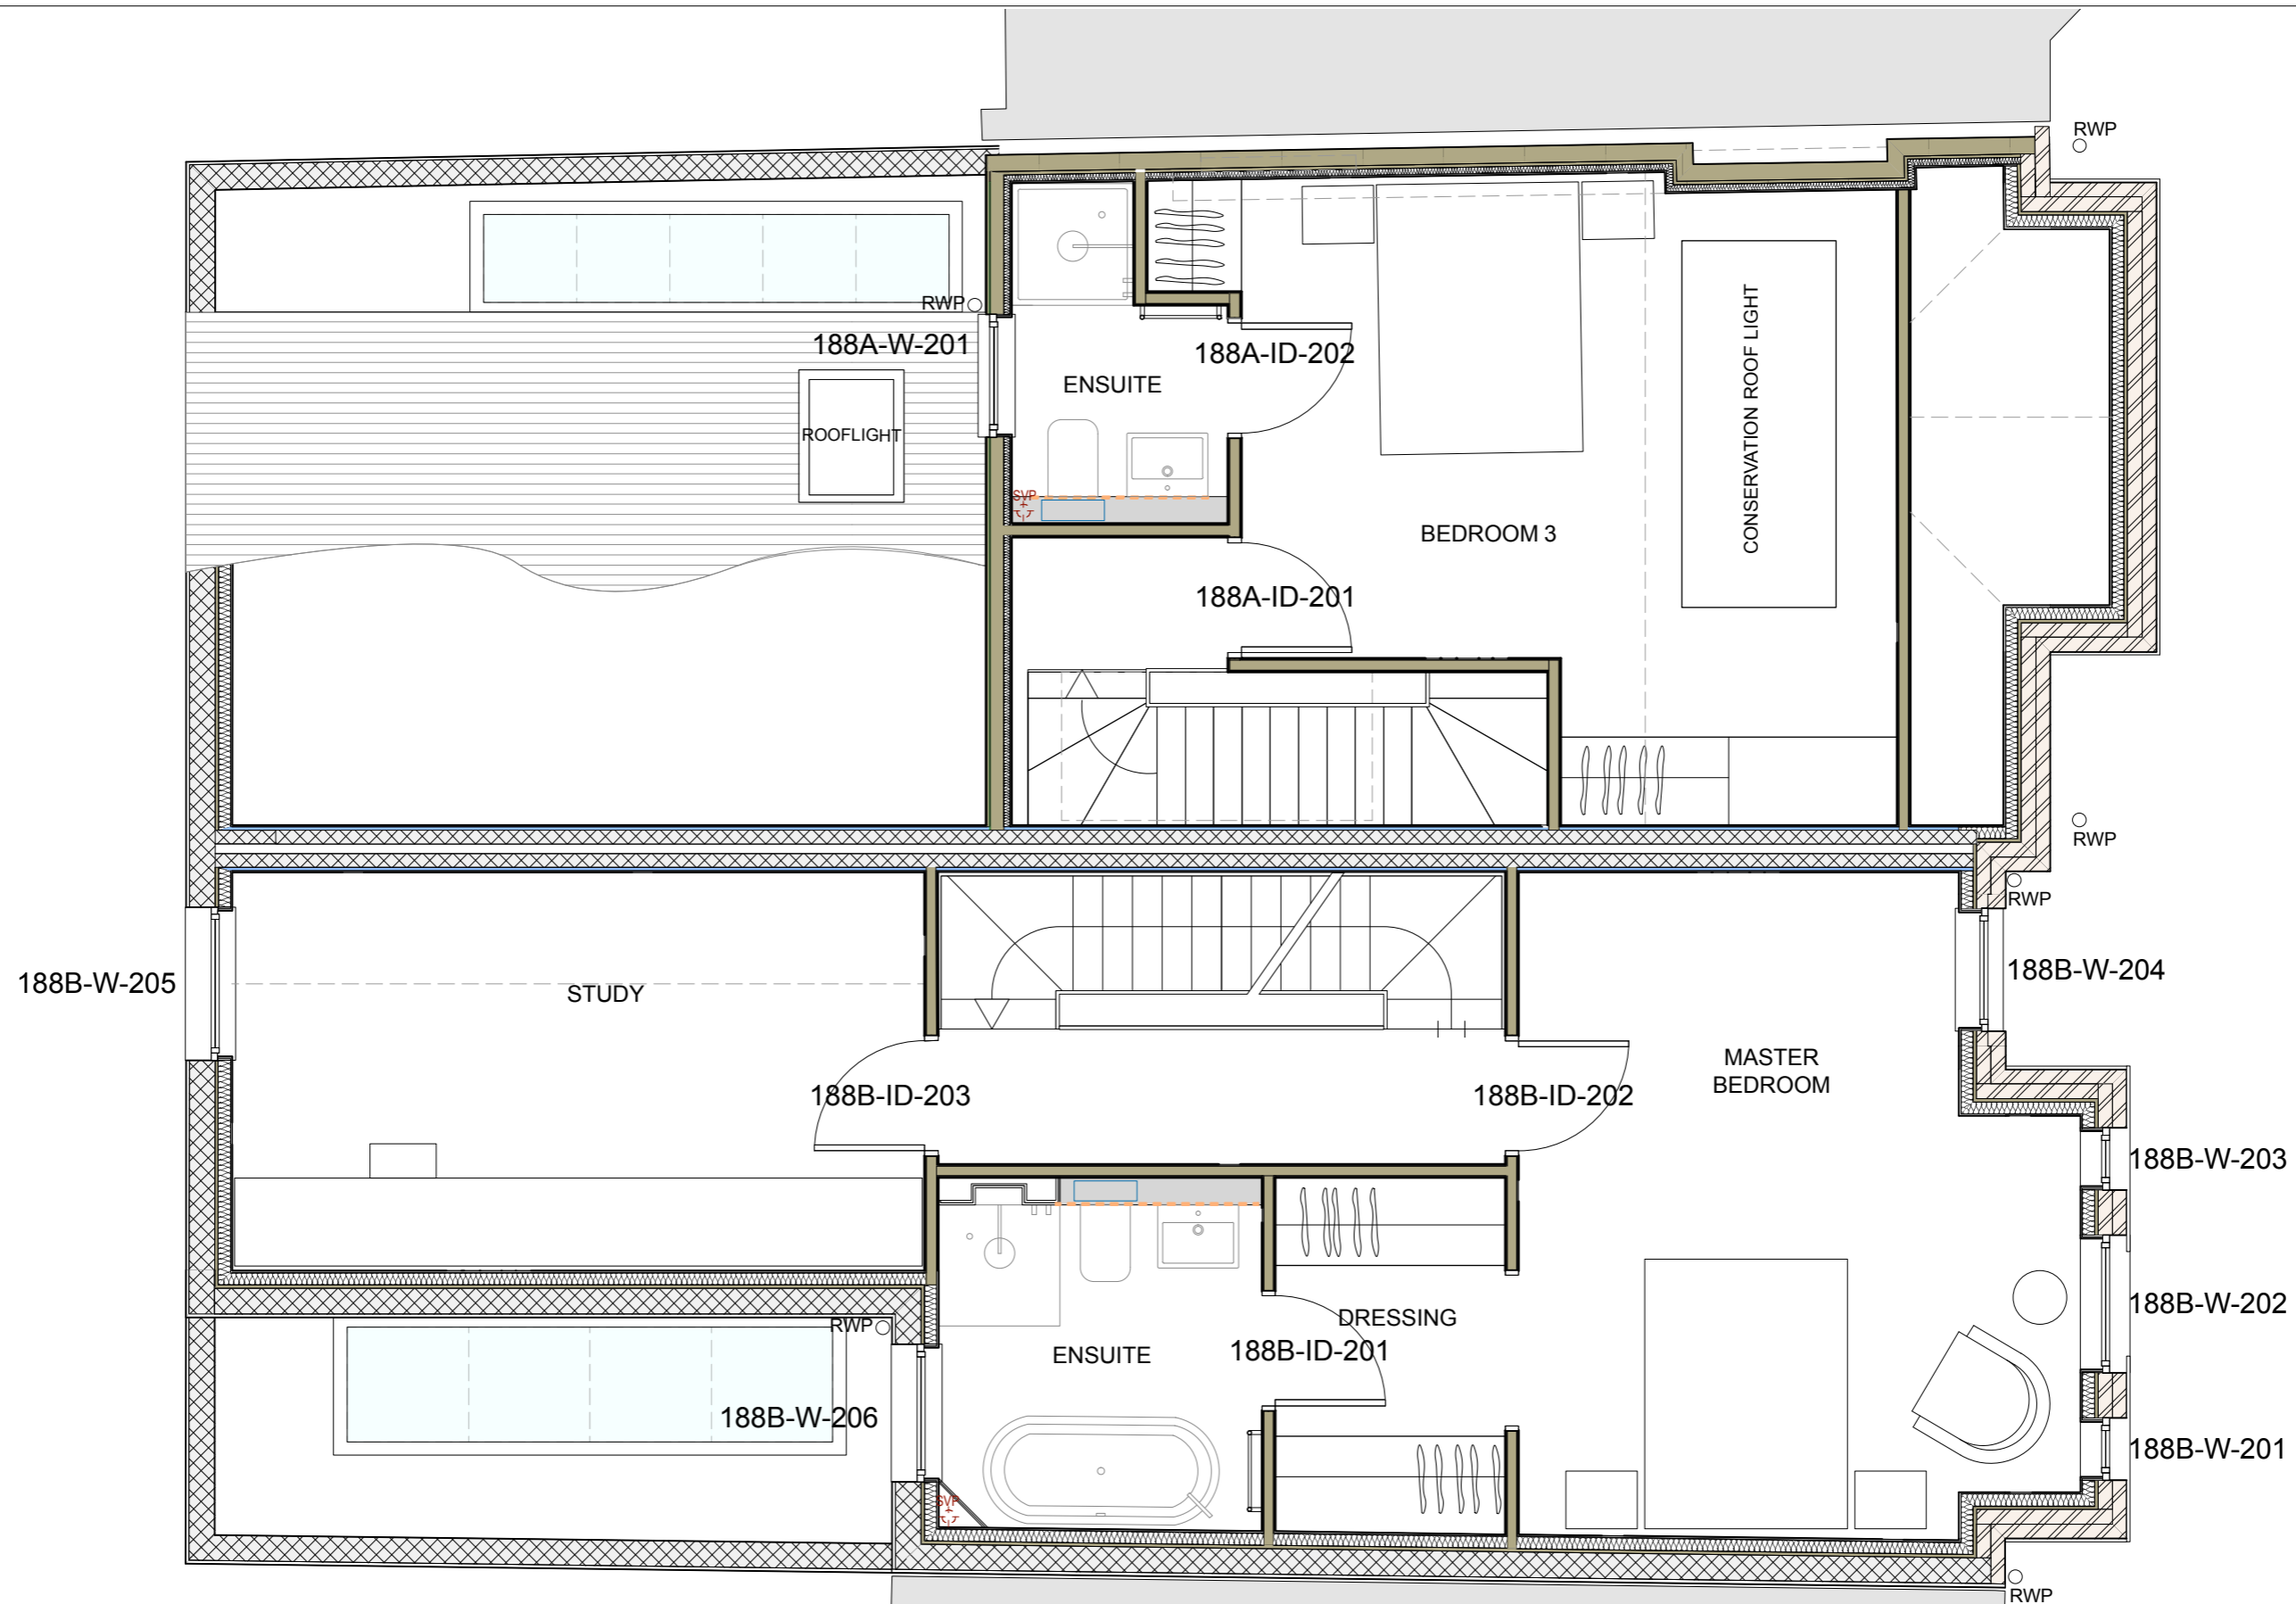 RWP
RWP
188A-W-201
188A-ID-202
ENSUITE
ROOFLIGHT
CONSERVATION ROOF LIGHT
SVP
BEDROOM 3
188A-ID-201
RWP
RWP
188B-W-205
STUDY
188B-W-204
MASTER
BEDROOM
188B-ID-203
188B-ID-202
188B-W-203
188B-W-202
DRESSING
RWP
ENSUITE
188B-ID-201
188B-W-206
188B-W-201
SVP
RWP